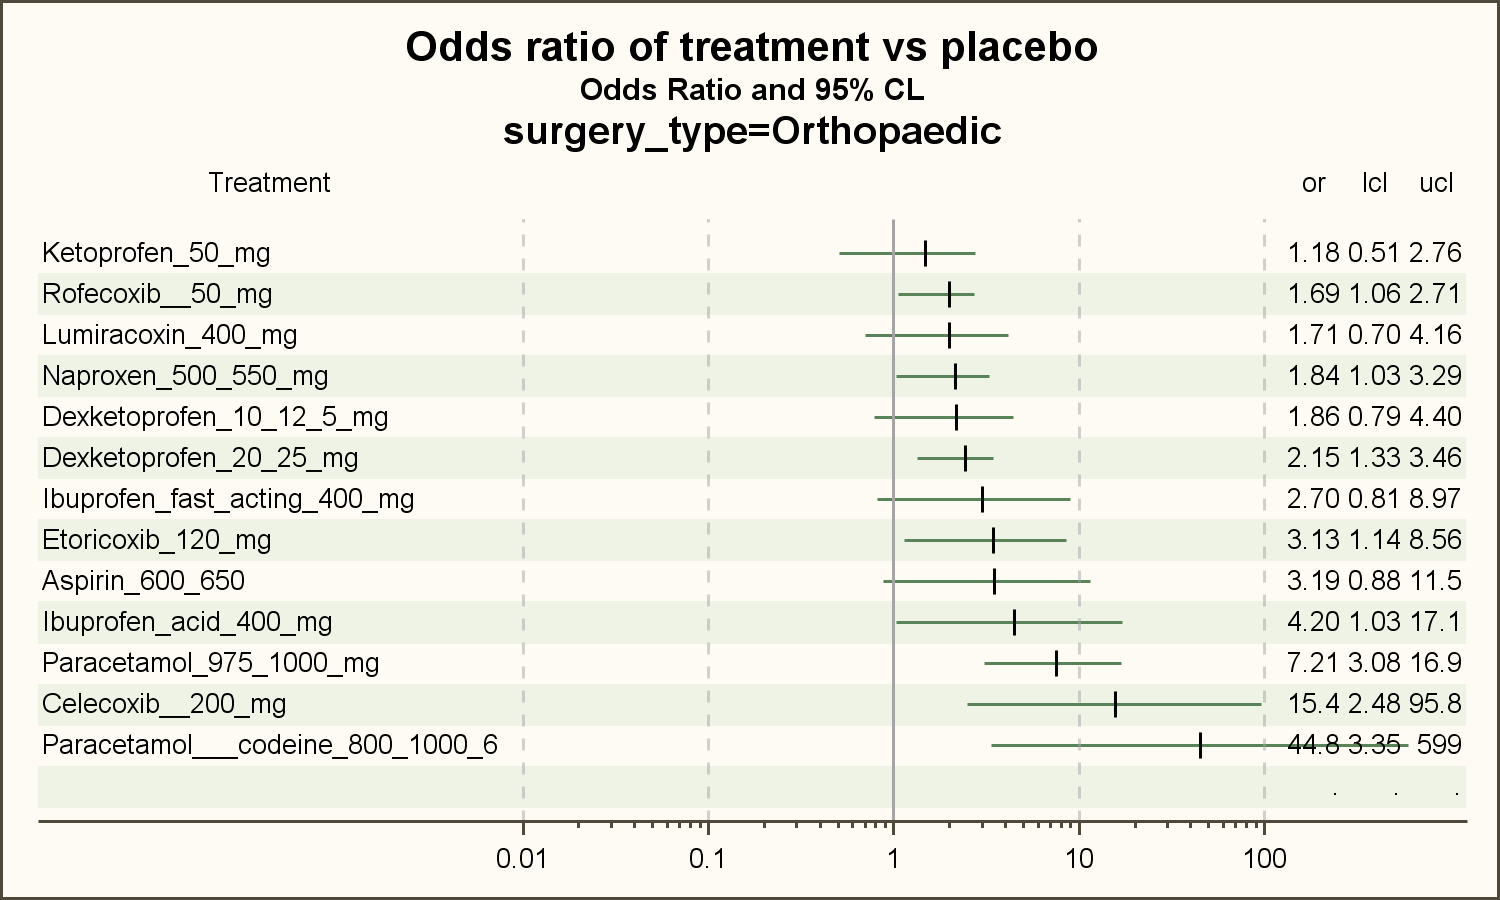 Odds ratio of treatment vs placebo
Odds Ratio and 95% CL
surgery_type=Orthopaedic
Treatment or lcl ucl
Ketoprofen_50_mg 1.18 0.51 2.76
Rofecoxib__50_mg 1.69 1.06 2.71
Lumiracoxin_400_mg 1.71 0.70 4.16
Naproxen_500_550_mg 1.84 1.03 3.29
Dexketoprofen_10_12_5_mg 1.86 0.79 4.40
Dexketoprofen_20_25_mg 2.15 1.33 3.46
Ibuprofen_fast_acting_400_mg 2.70 0.81 8.97
Etoricoxib_120_mg 3.13 1.14 8.56
Aspirin_600_650 3.19 0.88 11.5
Ibuprofen_acid_400_mg 4.20 1.03 17.1
Paracetamol_975_1000_mg 7.21 3.08 16.9
Celecoxib__200_mg 15.4 2.48 95.8
Paracetamol___codeine_800_1000_6 44.8 3.35 599
. . .
0.01 0.1 1 10 100